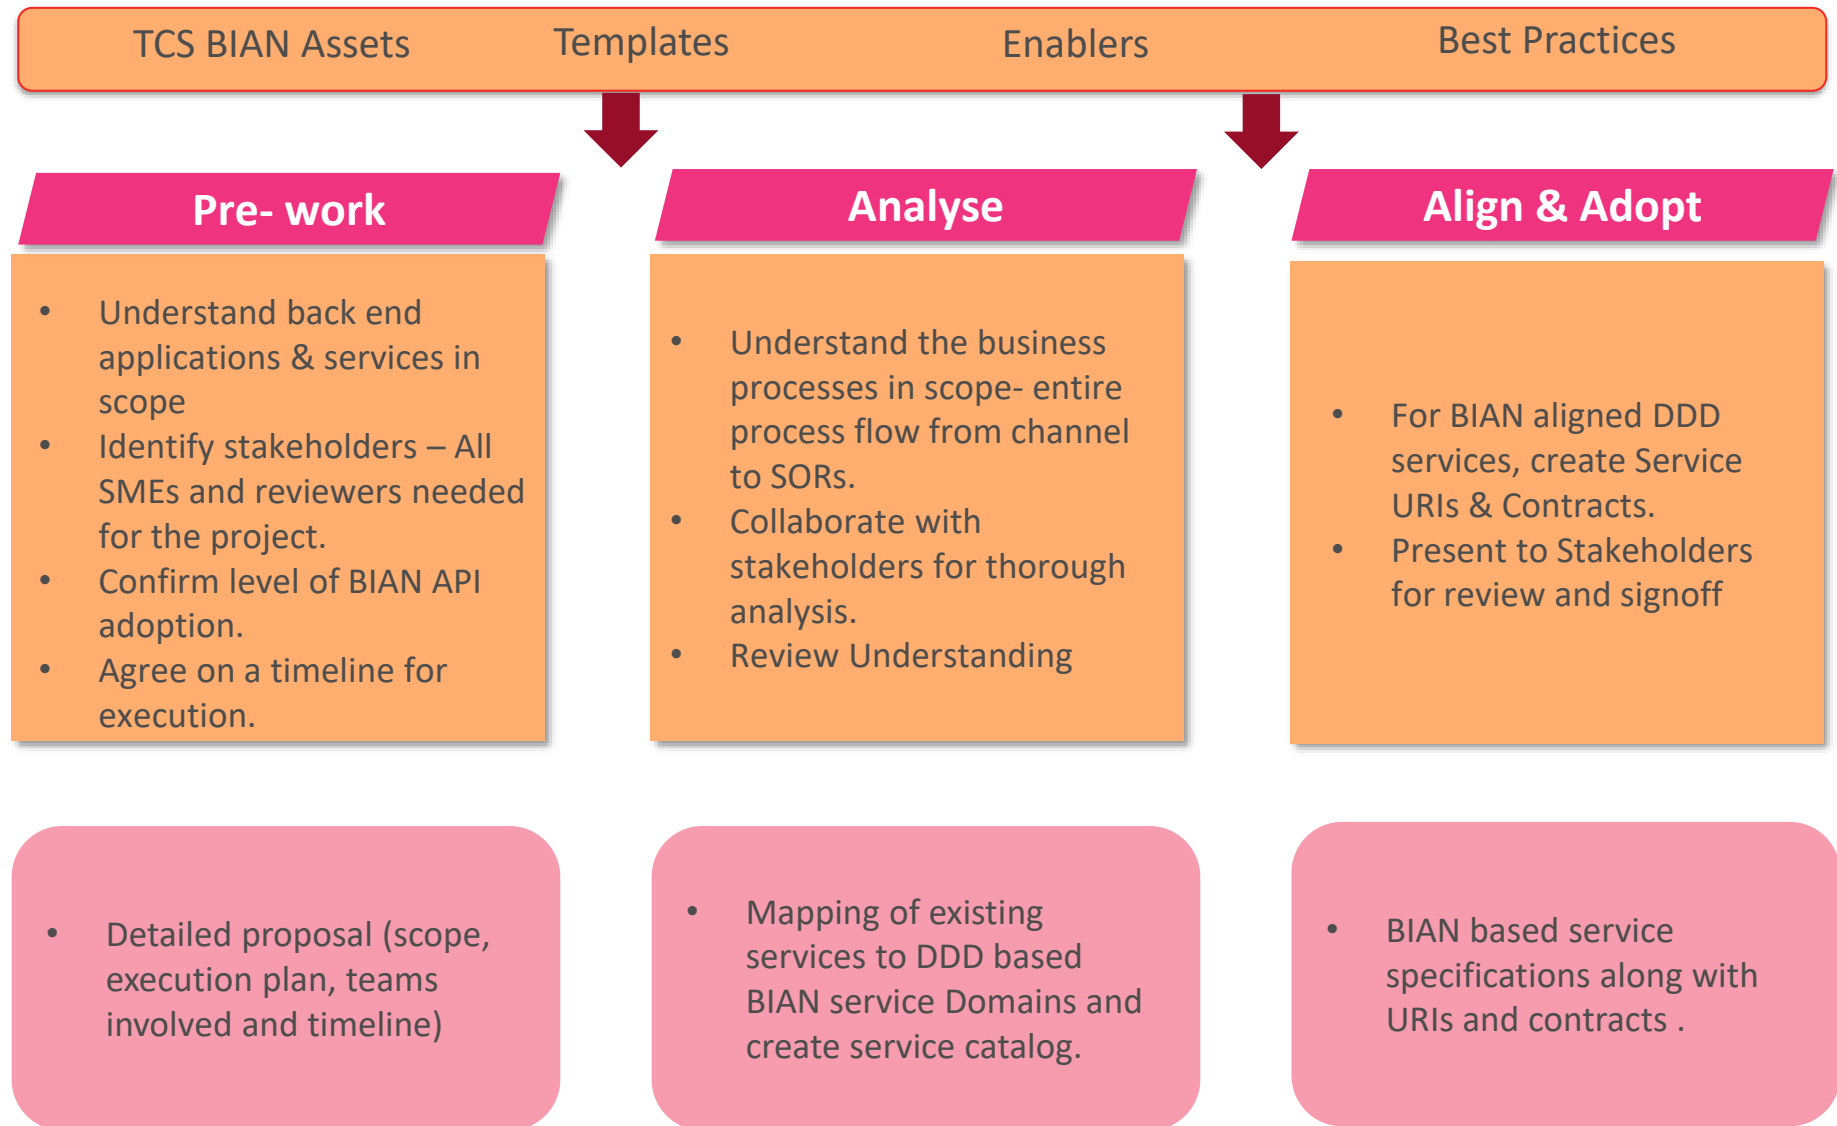 TCS BIAN Assets
Templates
Enablers
Best Practices
Pre- work
• Understand back end
applications & services in
scope
• Identify stakeholders – All
SMEs and reviewers needed
for the project.
• Confirm level of BIAN API
adoption.
• Agree on a timeline for
execution.
Analyse
• Understand the business
processes in scope- entire
process flow from channel
to SORs.
• Collaborate with
stakeholders for thorough
analysis.
• Review Understanding
Align & Adopt
• For BIAN aligned DDD
services, create Service
URIs & Contracts.
• Present to Stakeholders
for review and signoff
• Detailed proposal (scope,
execution plan, teams
involved and timeline)
• Mapping of existing
services to DDD based
BIAN service Domains and
create service catalog.
• BIAN based service
specifications along with
URIs and contracts .